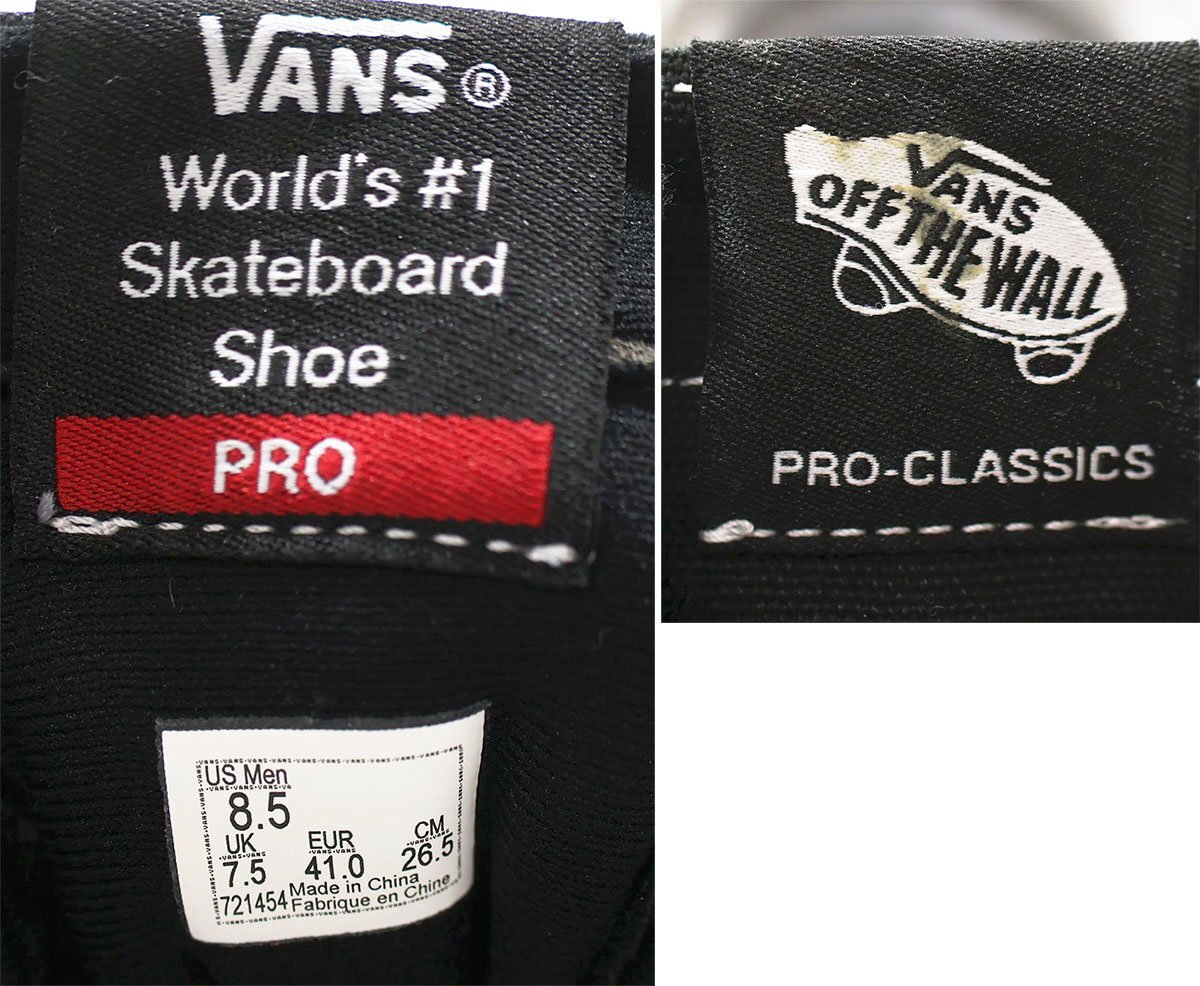 VANS®
World's #1
Skateboard
Shoe
PRO
US Men
8.5
UK EUR CM
7.5 41.0 26.5
721454 Made in China
Fabrique en Chine
VANS
OFF THE WALL
PRO-CLASSICS